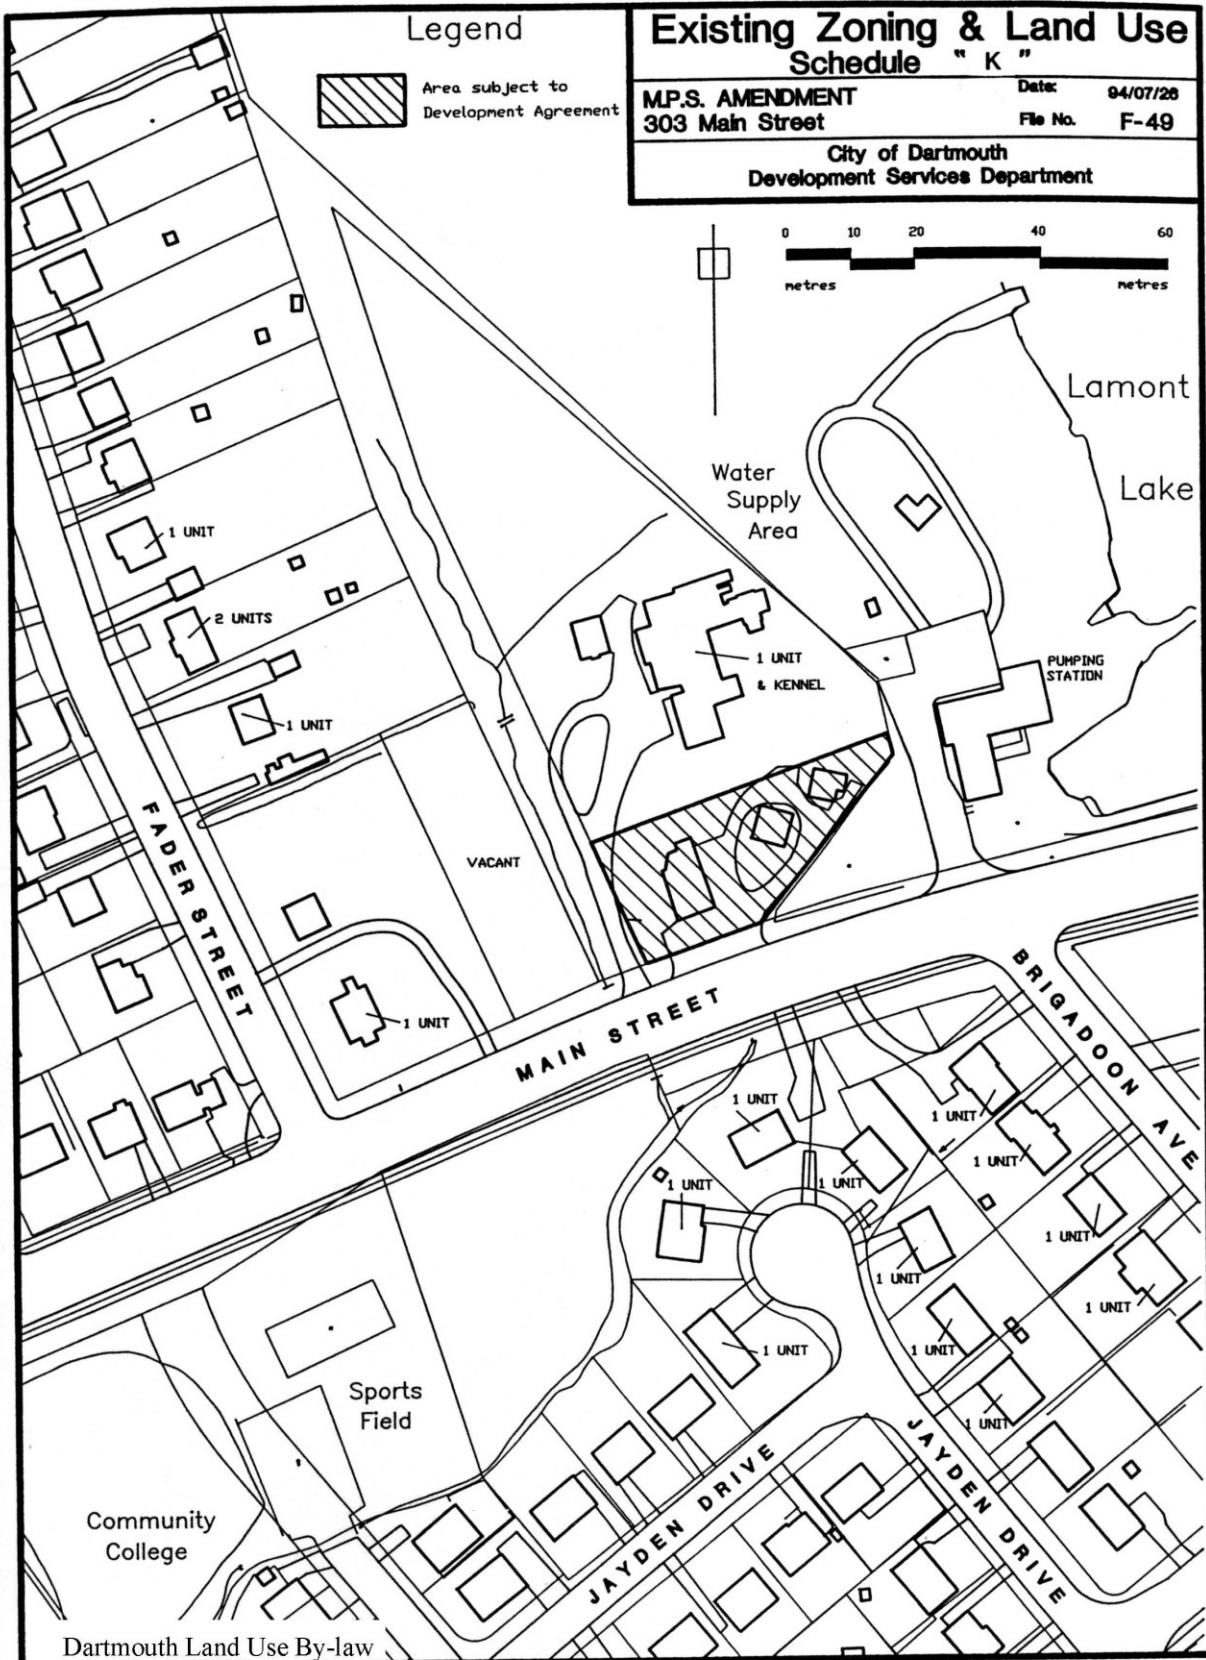 Legend
Area subject to
Development Agreement
Existing Zoning & Land Use
Schedule " K "
M.P.S. AMENDMENT
303 Main Street
Date: 94/07/26
File No. F-49
City of Dartmouth
Development Services Department
0 10 20 40 60
metres metres
Lamont
Lake
Water
Supply
Area
1 UNIT
2 UNITS
1 UNIT
1 UNIT
& KENNEL
PUMPING
STATION
FADER STREET
VACANT
1 UNIT
MAIN STREET
BRIGADOON AVE
1 UNIT
1 UNIT
1 UNIT
1 UNIT
1 UNIT
1 UNIT
1 UNIT
1 UNIT
1 UNIT
1 UNIT
1 UNIT
Sports
Field
JAYDEN DRIVE
JAYDEN DRIVE
Community
College
Dartmouth Land Use By-law